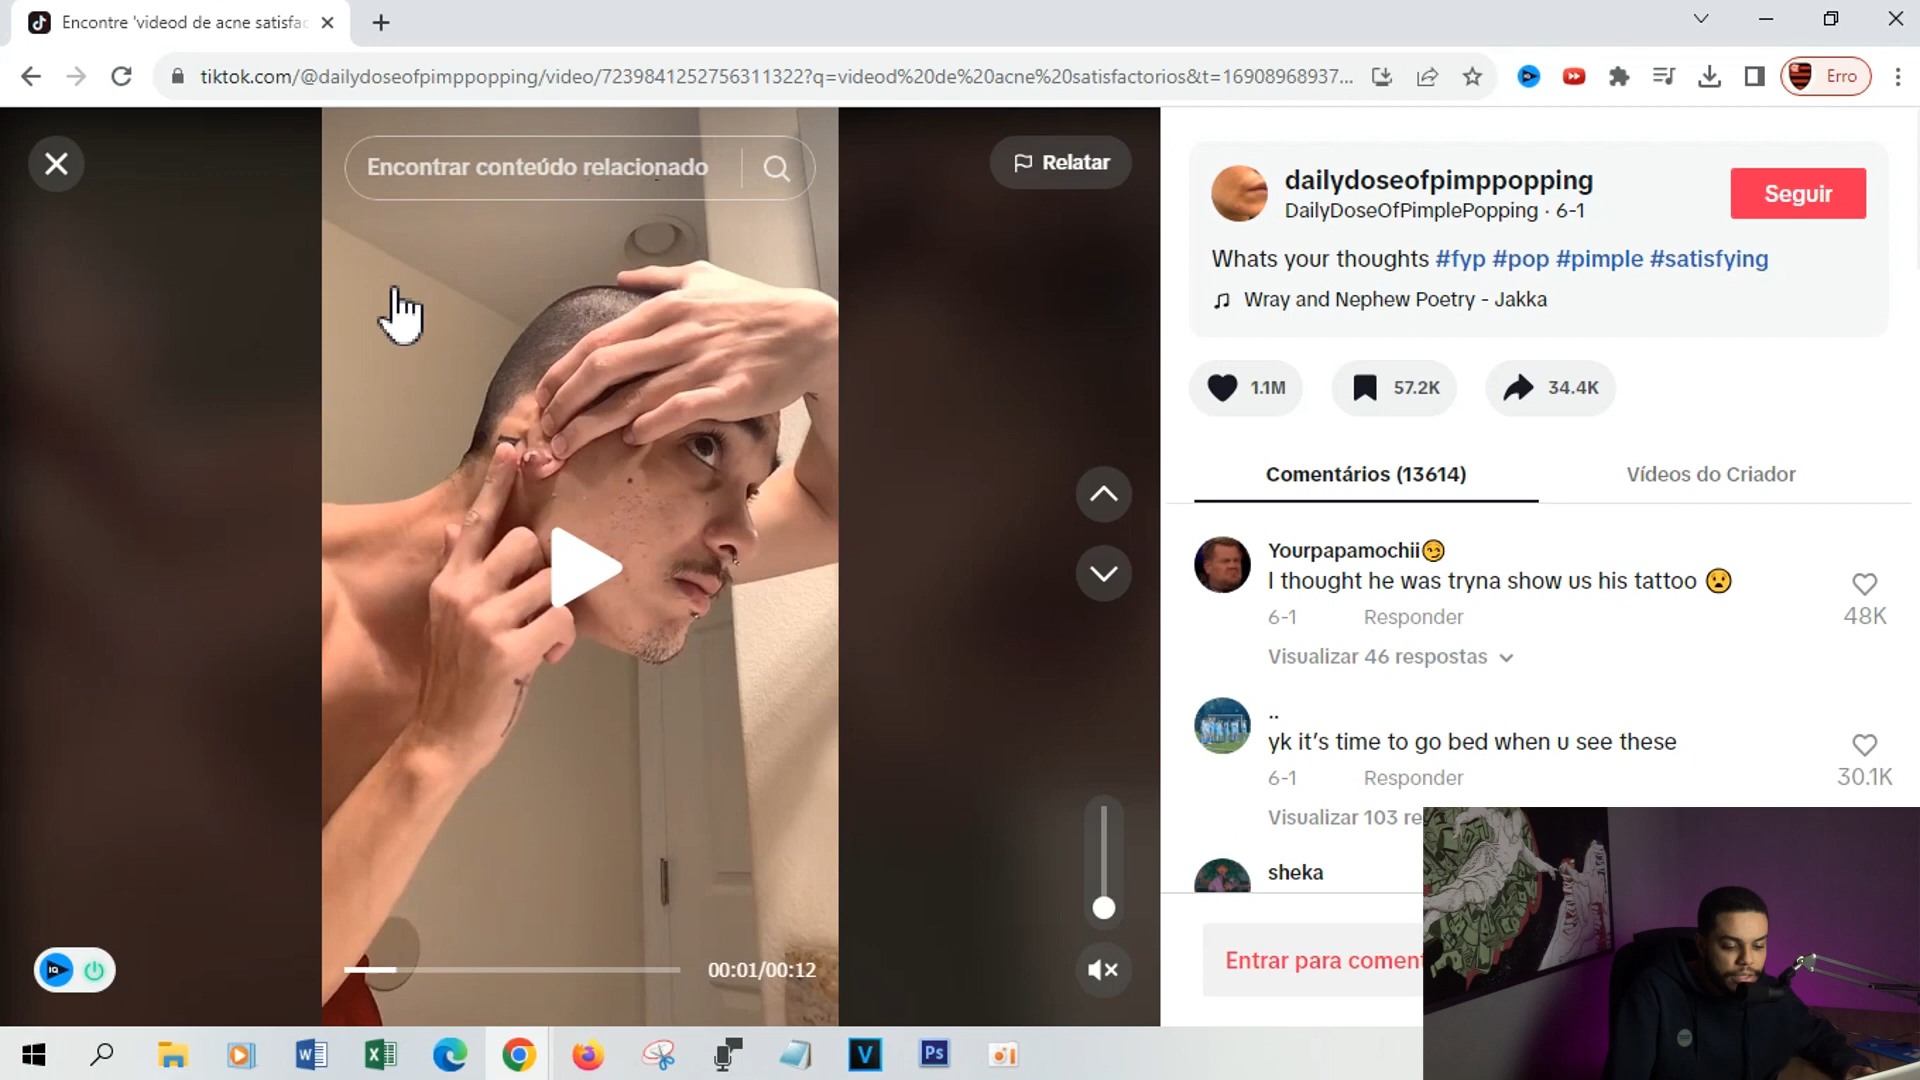 Encontre 'videod de acne satisfac
tiktok.com/@dailydoseofpimppopping/video/7239841252756311322?q=videod%20de%20acne%20satisfactorios&t=16908968937...
Erro
Encontrar conteúdo relacionado
Relatar
dailydoseofpimppopping
DailyDoseOfPimplePopping · 6-1
Seguir
Whats your thoughts #fyp #pop #pimple #satisfying
Wray and Nephew Poetry - Jakka
1.1M
57.2K
34.4K
Comentários (13614)
Vídeos do Criador
Yourpapamochii😏
I thought he was tryna show us his tattoo 😦
48K
6-1 Responder
Visualizar 46 respostas
..
yk it’s time to go bed when u see these
30.1K
6-1 Responder
Visualizar 103 re
sheka
Entrar para coment
00:01/00:12
IQ
W
X
V
Ps